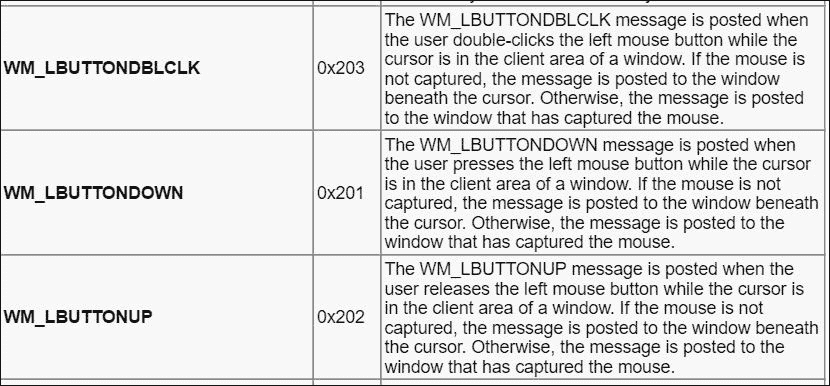 The WM_LBUTTONDBLCLK message is posted when
the user double-clicks the left mouse button while the
cursor is in the client area of a window. If the mouse is
WM_LBUTTONDBLCLK 0x203 not captured, the message is posted to the window
beneath the cursor. Otherwise, the message is posted
to the window that has captured the mouse.
The WM_LBUTTONDOWN message is posted when
the user presses the left mouse button while the cursor
is in the client area of a window. If the mouse is not
WM_LBUTTONDOWN 0x201 captured, the message is posted to the window beneath
the cursor. Otherwise, the message is posted to the
window that has captured the mouse.
The WM_LBUTTONUP message is posted when the
user releases the left mouse button while the cursor is
in the client area of a window. If the mouse is not
WM_LBUTTONUP 0x202 captured, the message is posted to the window beneath
the cursor. Otherwise, the message is posted to the
window that has captured the mouse.